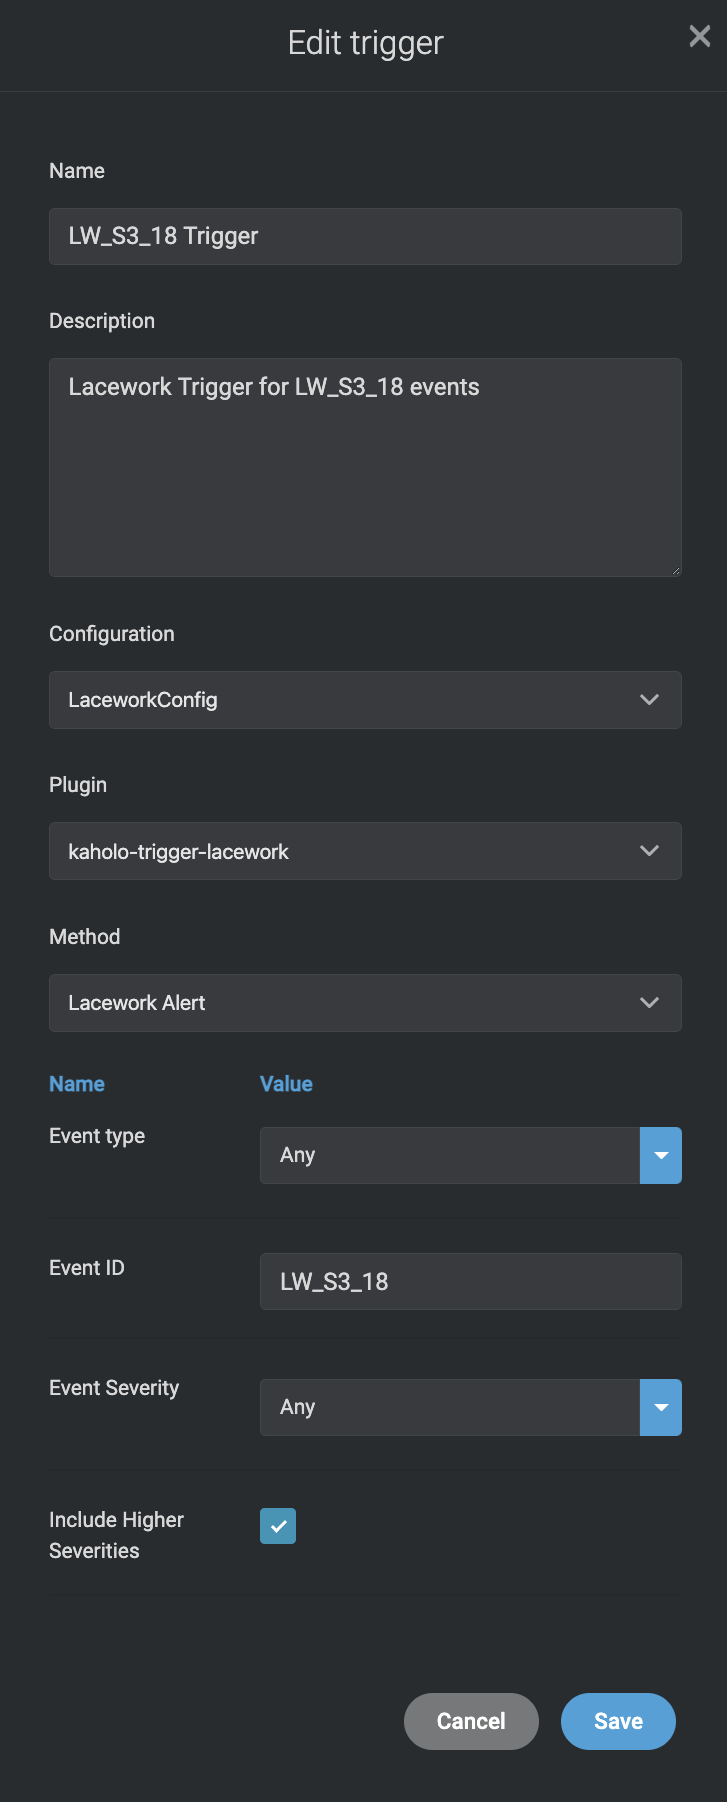 Edit trigger
Name
LW_S3_18 Trigger
Description
Lacework Trigger for LW_S3_18 events
Configuration
LaceworkConfig
Plugin
kaholo-trigger-lacework
Method
Lacework Alert
Name Value
Event type Any
Event ID LW_S3_18
Event Severity Any
Include Higher
Severities
Cancel Save